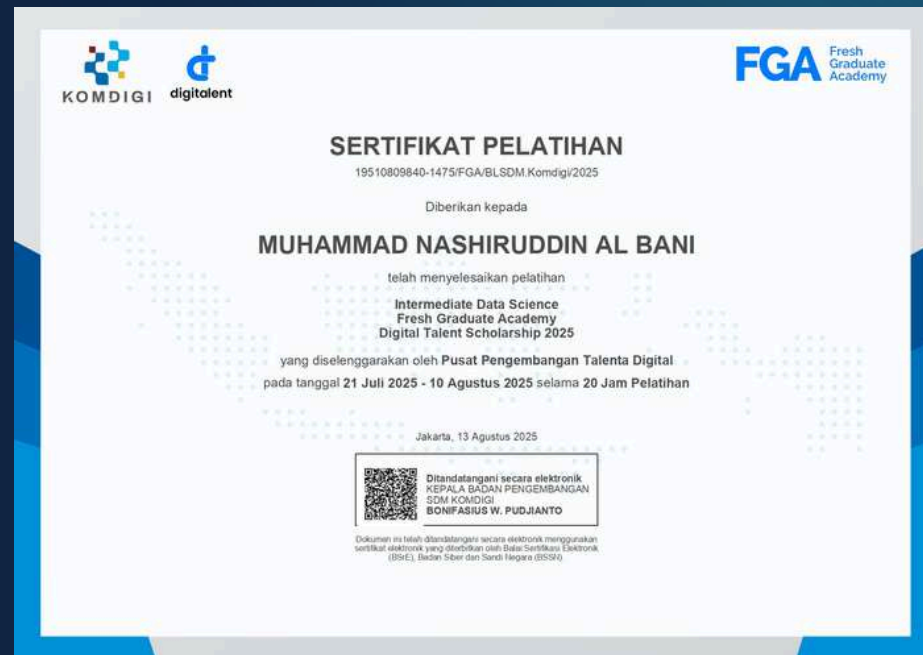 KOMDIGI
digitalent
FGA Fresh
Graduate
Academy
SERTIFIKAT PELATIHAN
19510809840-1475/FGA/BLSDM.Komdigi/2025
Diberikan kepada
MUHAMMAD NASHIRUDDIN AL BANI
telah menyelesaikan pelatihan
Intermediate Data Science
Fresh Graduate Academy
Digital Talent Scholarship 2025
yang diselenggarakan oleh Pusat Pengembangan Talenta Digital
pada tanggal 21 Juli 2025 - 10 Agustus 2025 selama 20 Jam Pelatihan
Jakarta, 13 Agustus 2025
Ditandatangani secara elektronik
KEPALA BADAN PENGEMBANGAN
SDM KOMDIGI
BONIFASIUS W. PUDJIANTO
Dokumen ini telah ditandatangani secara elektronik menggunakan
sertifikat elektronik yang diterbitkan oleh Balai Sertifikasi Elektronik
(BSrE), Badan Siber dan Sandi Negara (BSSN)